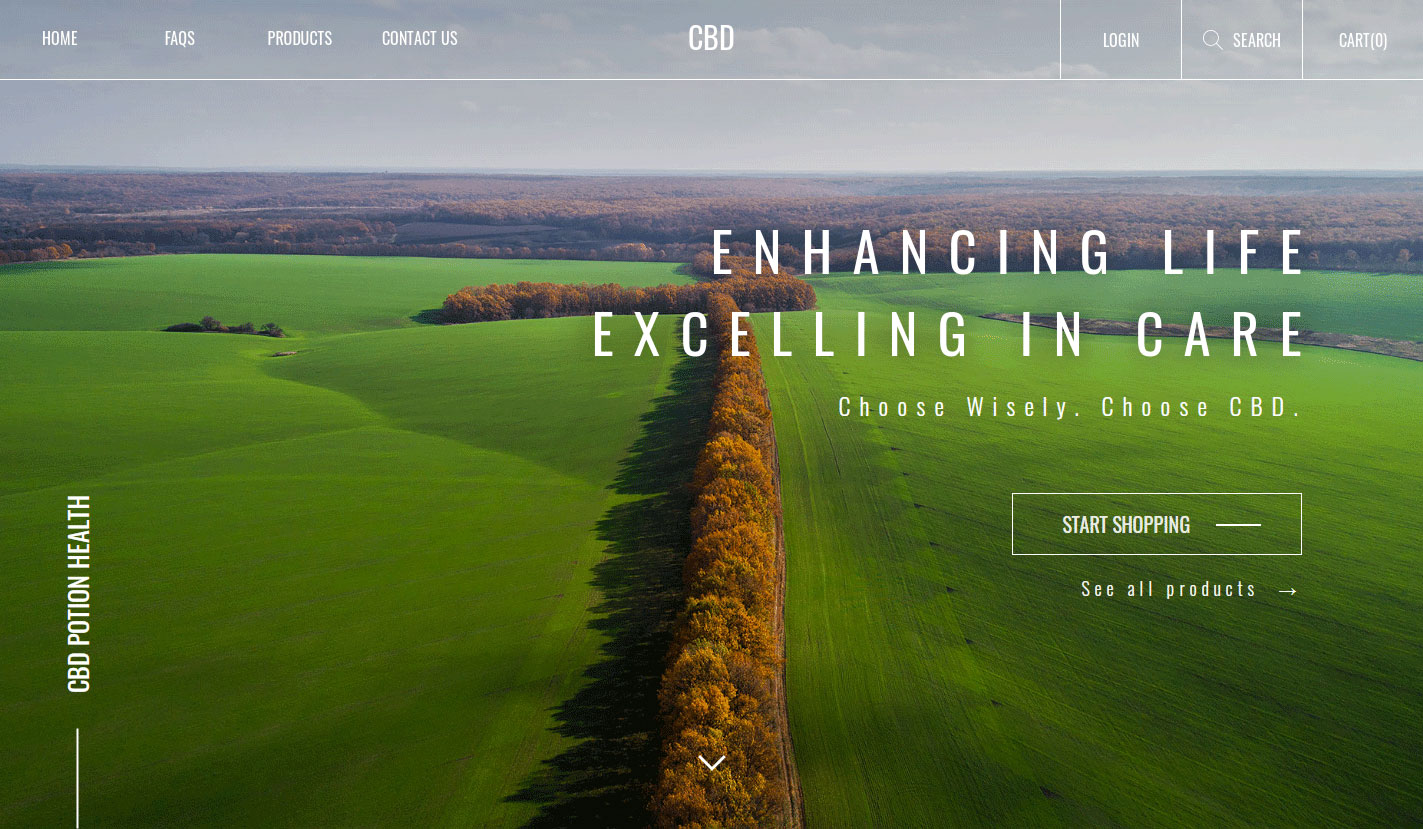 HOME
FAQS
PRODUCTS
CONTACT US
CBD
LOGIN
SEARCH
CART(0)
ENHANCING LIFE
EXCELLING IN CARE
Choose Wisely. Choose CBD.
START SHOPPING
See all products →
CBD POTION HEALTH